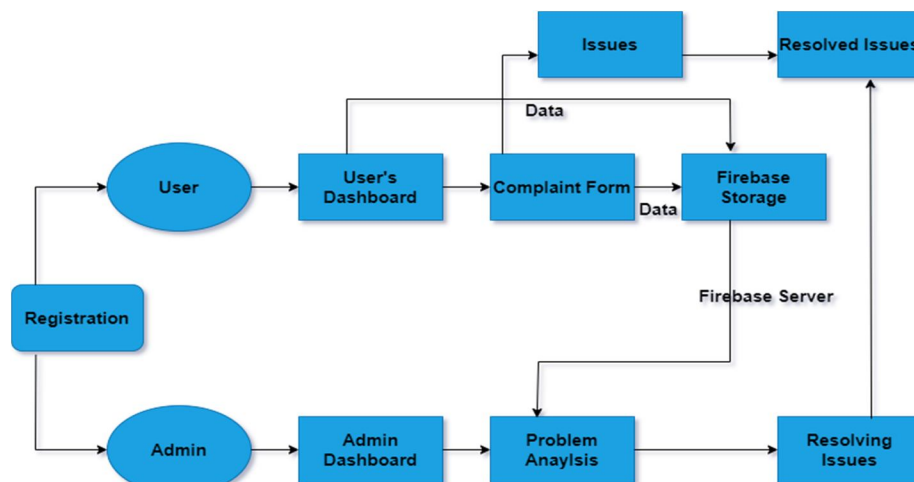 Issues
Resolved Issues
Data
User
User's
Dashboard
Complaint Form
Firebase
Storage
Data
Firebase Server
Registration
Admin
Admin
Dashboard
Problem
Anaylsis
Resolving
Issues